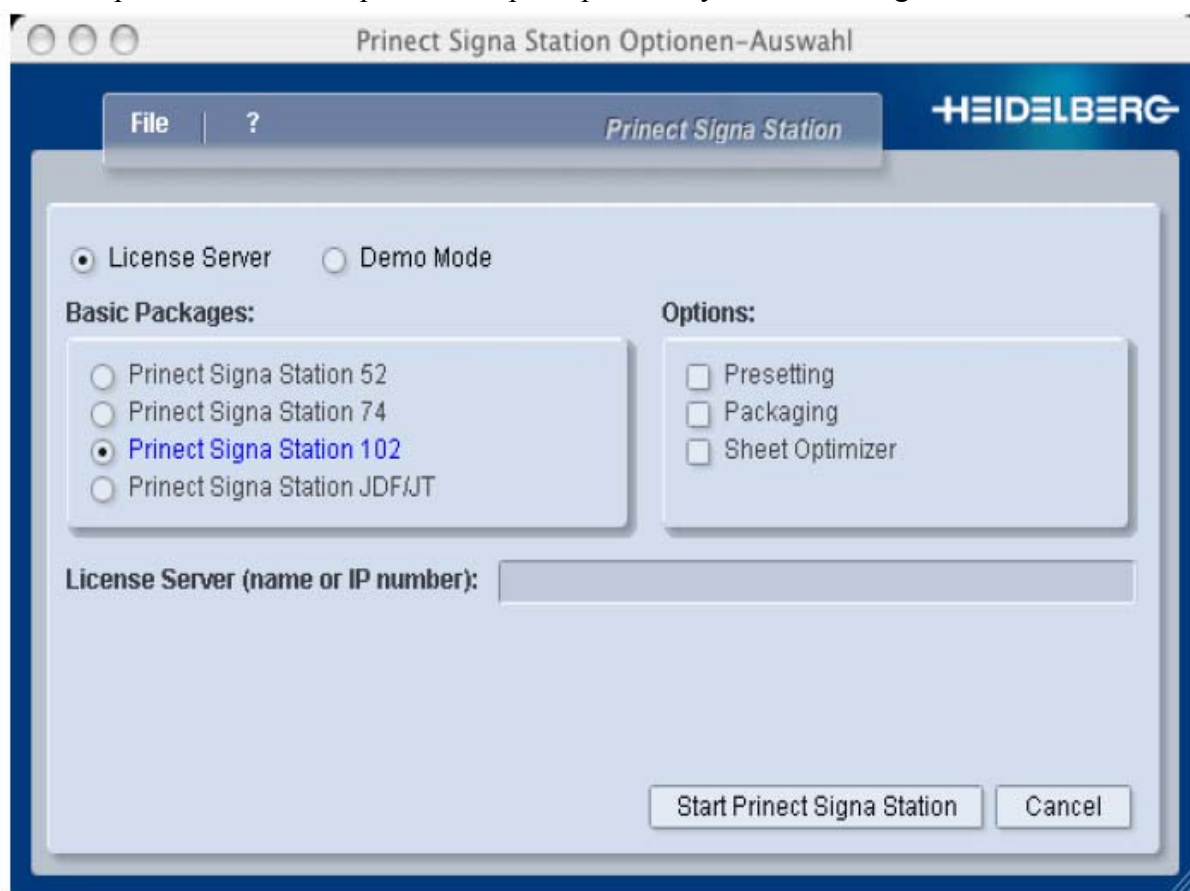 Prinect Signa Station Optionen-Auswahl
HEIDELBERG
File | ?
Prinect Signa Station
License Server
Demo Mode
Basic Packages:
Prinect Signa Station 52
Prinect Signa Station 74
Prinect Signa Station 102
Prinect Signa Station JDF/JT
Options:
Presetting
Packaging
Sheet Optimizer
License Server (name or IP number):
Start Prinect Signa Station
Cancel